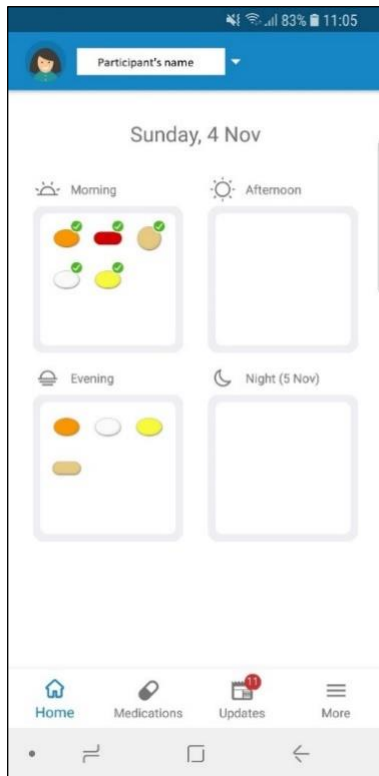 83% 11:05
Participant's name
Sunday, 4 Nov
Morning
Afternoon
Evening
Night (5 Nov)
11
Home
Medications
Updates
More